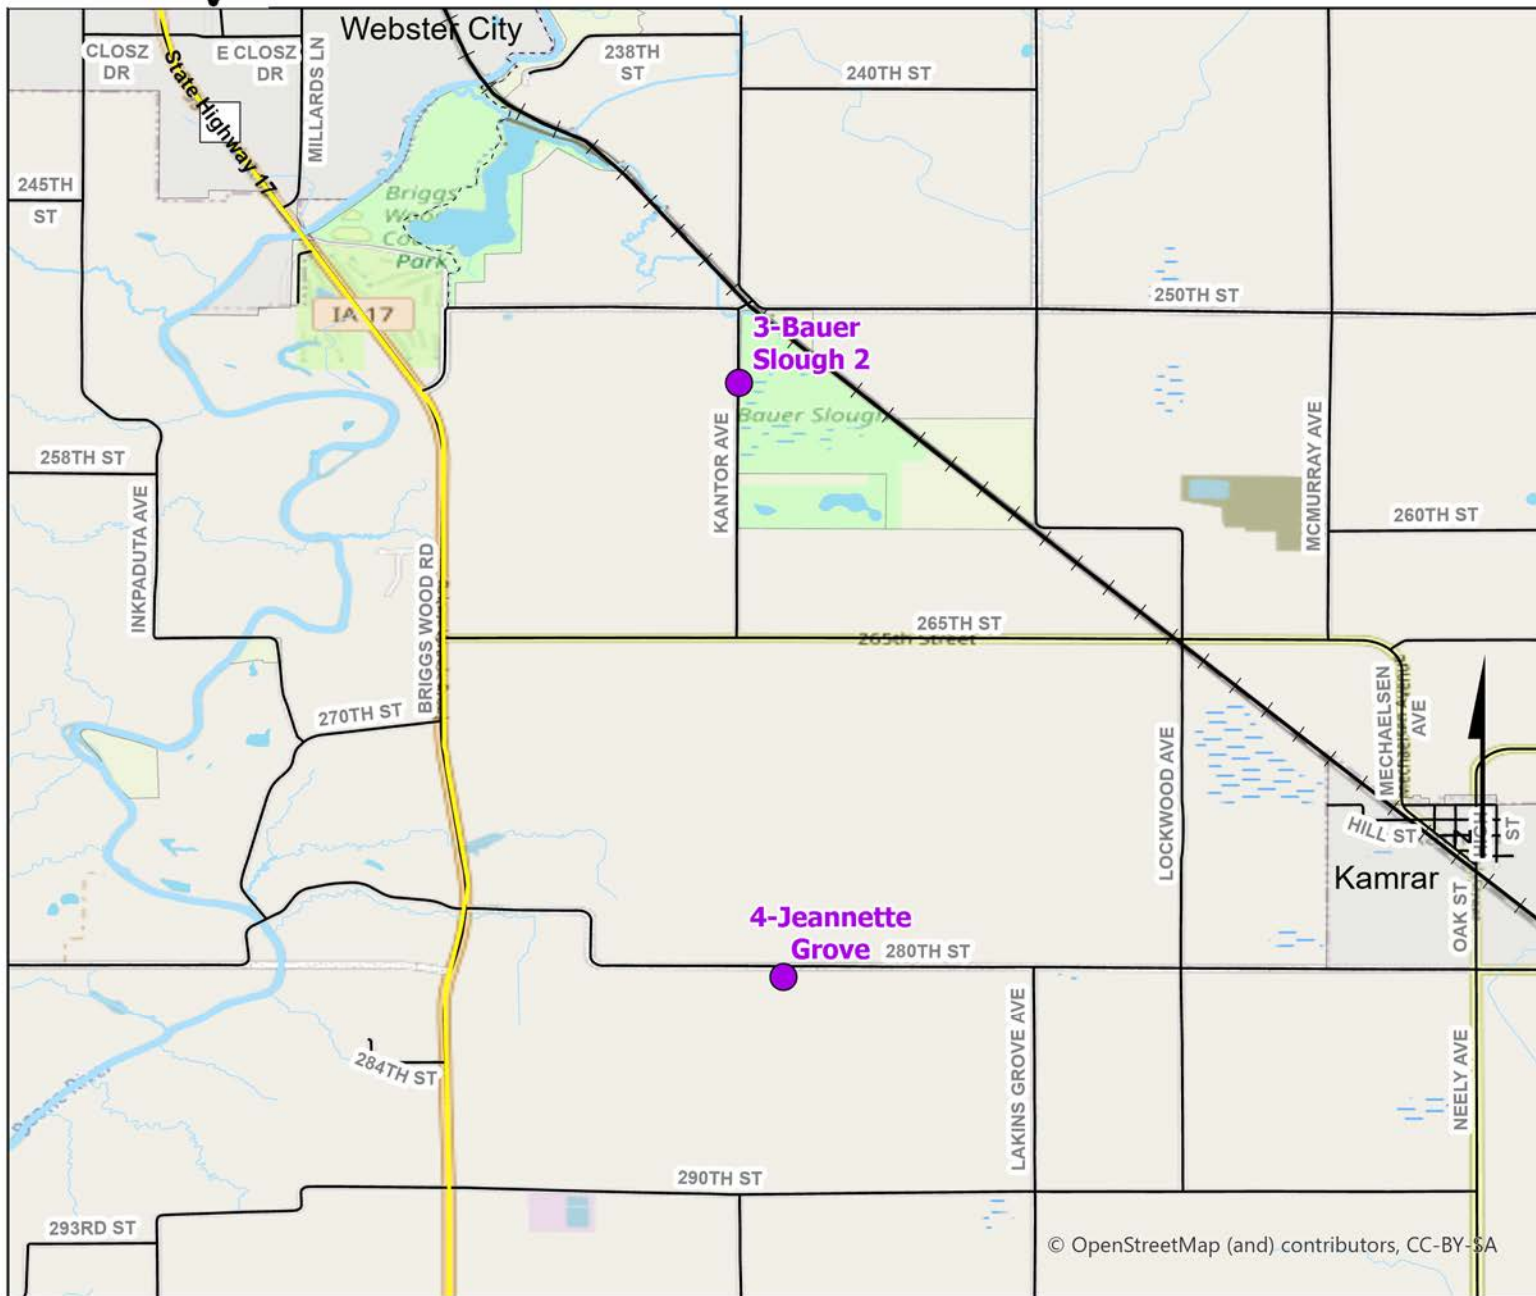 Webster City
CLOSZ
DR
E CLOSZ
DR
MILLARDS LN
238TH
ST
240TH ST
State Highway 17
245TH
ST
Briggs
Park
IA 17
250TH ST
3-Bauer
Slough 2
Bauer Slough
KANTOR AVE
MCMURRAY AVE
258TH ST
INKPADUTA AVE
260TH ST
BRIGGS WOOD RD
265TH ST
265th Street
270TH ST
MECHAELSEN
AVE
Mechaelsen Avenue
LOCKWOOD AVE
HILL ST
HIGH
ST
Z
Kamrar
OAK ST
4-Jeannette
Grove
280TH ST
LAKINS GROVE AVE
NEELY AVE
284TH ST
River
290TH ST
293RD ST
© OpenStreetMap (and) contributors, CC-BY-SA